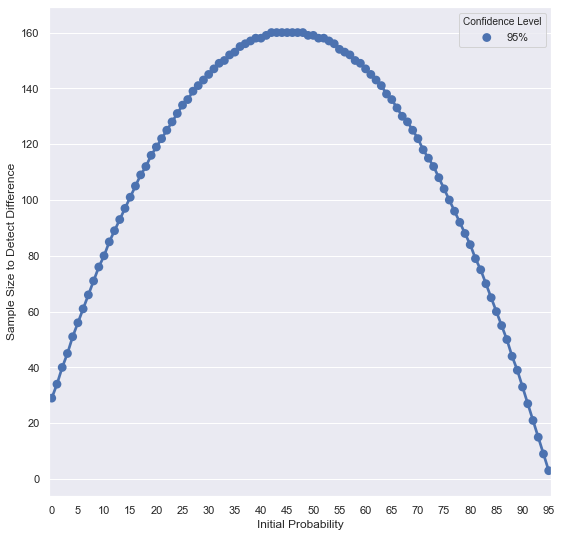 Confidence Level
95%
Sample Size to Detect Difference
160
140
120
100
80
60
40
20
0
0 5 10 15 20 25 30 35 40 45 50 55 60 65 70 75 80 85 90 95
Initial Probability